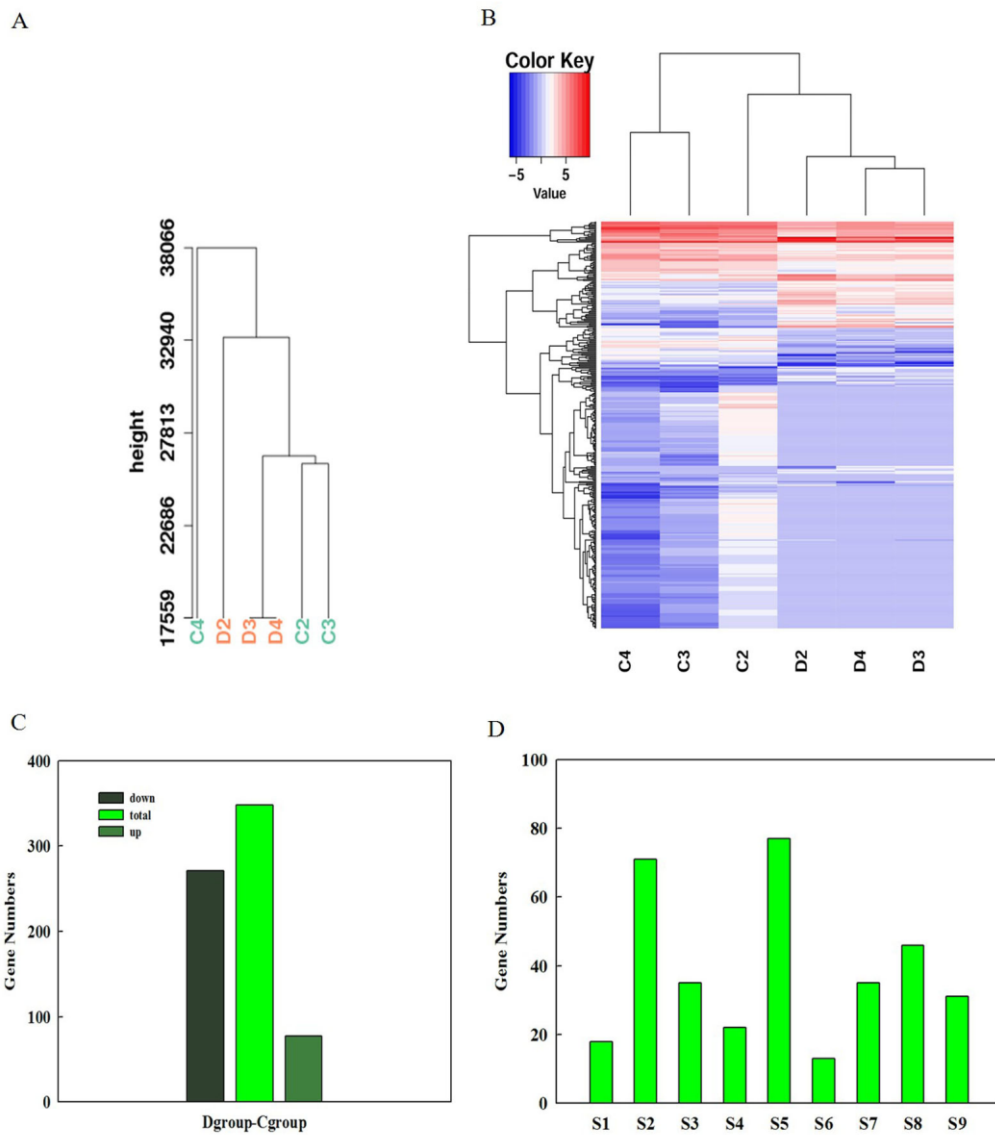 A
B
Color Key
-5 5
Value
height
38066
32940
27813
22686
17559
C4 D2 D3 D4 C2 C3
C4 C3 C2 D2 D4 D3
C
D
400
300
200
100
0
Gene Numbers
down
total
up
Dgroup-Cgroup
100
80
60
40
20
0
Gene Numbers
S1 S2 S3 S4 S5 S6 S7 S8 S9